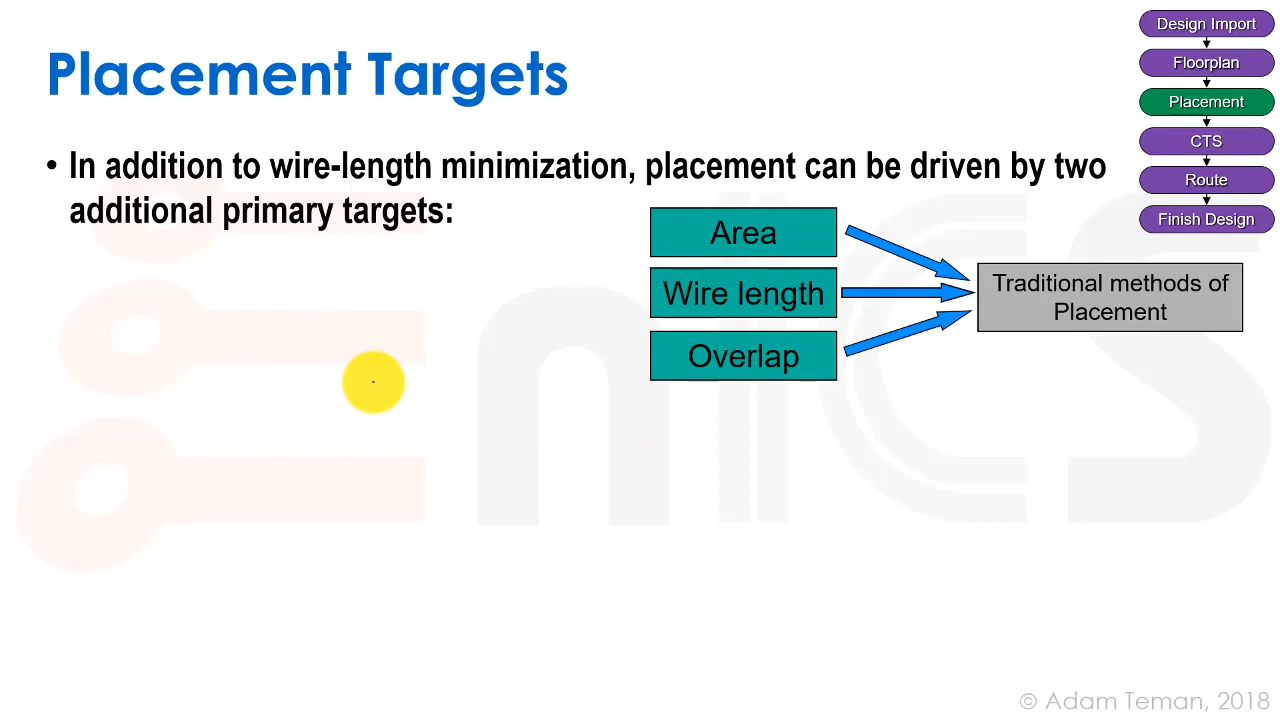 Placement Targets
• In addition to wire-length minimization, placement can be driven by two
additional primary targets:
Area
Wire length
Overlap
Traditional methods of
Placement
Design Import
Floorplan
Placement
CTS
Route
Finish Design
EnICS
© Adam Teman, 2018